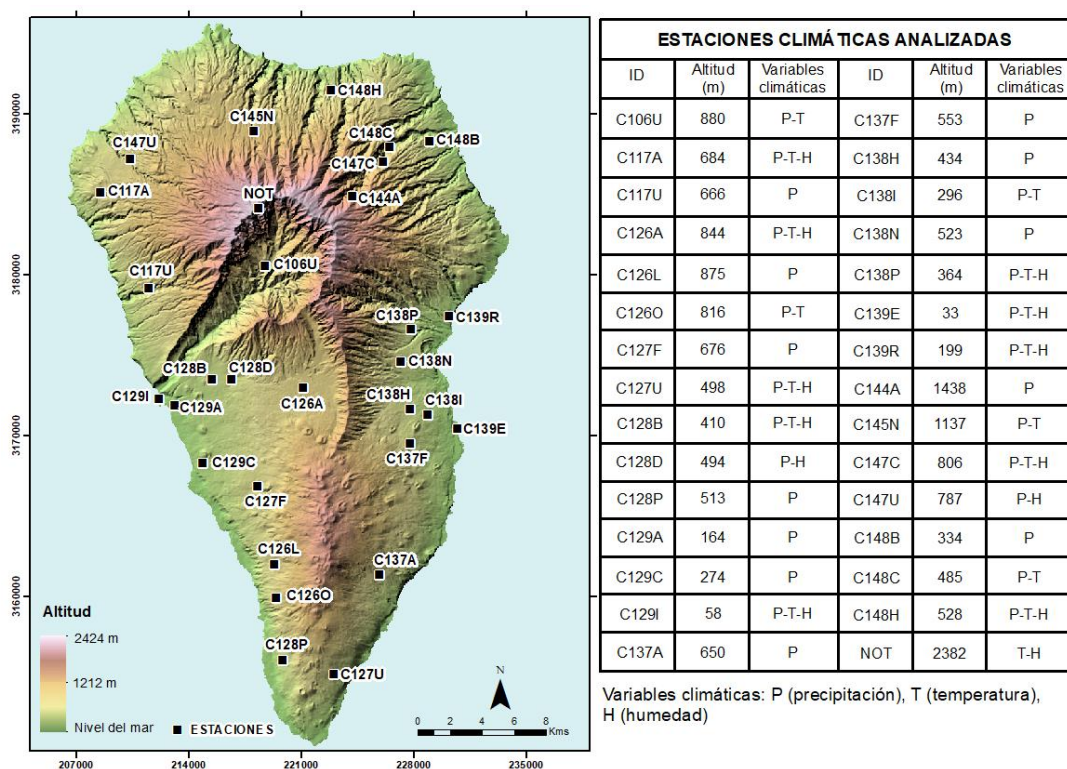 3190000
3180000
3170000
3160000
207000
214000
221000
228000
235000
C148H
C145N
C148C
C148B
C147U
C147C
C117A
NOT
C144A
C106U
C117U
C138P
C139R
C138N
C128B
C128D
C129I
C129A
C126A
C138H
C138I
C139E
C137F
C129C
C127F
C126L
C137A
C126O
C128P
C127U
Altitud
2424 m
1212 m
Nivel del mar
ESTACIONES
N
0 2 4 6 8
Kms
ESTACIONES CLIMÁTICAS ANALIZADAS
ID Altitud (m) Variables climáticas ID Altitud (m) Variables climáticas
C106U 880 P-T C137F 553 P
C117A 684 P-T-H C138H 434 P
C117U 666 P C138I 296 P-T
C126A 844 P-T-H C138N 523 P
C126L 875 P C138P 364 P-T-H
C126O 816 P-T C139E 33 P-T-H
C127F 676 P C139R 199 P-T-H
C127U 498 P-T-H C144A 1438 P
C128B 410 P-T-H C145N 1137 P-T
C128D 494 P-H C147C 806 P-T-H
C128P 513 P C147U 787 P-H
C129A 164 P C148B 334 P
C129C 274 P C148C 485 P-T
C129I 58 P-T-H C148H 528 P-T-H
C137A 650 P NOT 2382 T-H
Variables climáticas: P (precipitación), T (temperatura),
H (humedad)